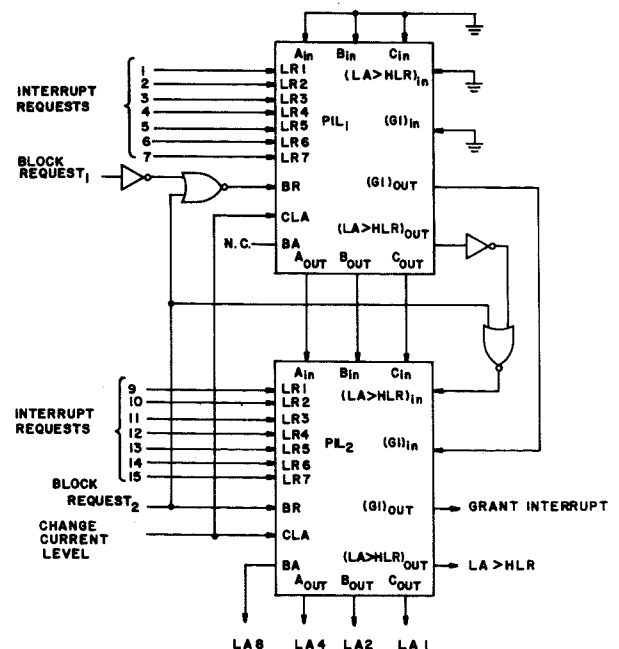 Ain Bin Cin
(LA>HLR)in
INTERRUPT REQUESTS
1 LR1
2 LR2
3 LR3
4 LR4
5 LR5
6 LR6
7 LR7
PIL1
(GI)in
BLOCK REQUEST1
BR
(GI)OUT
CLA
N.C. BA
(LA>HLR)OUT
AOUT BOUT COUT
Ain Bin Cin
(LA>HLR)in
INTERRUPT REQUESTS
9 LR1
10 LR2
11 LR3
12 LR4
13 LR5
14 LR6
15 LR7
PIL2
(GI)in
BLOCK REQUEST2
BR
(GI)OUT GRANT INTERRUPT
CHANGE CURRENT LEVEL
CLA
BA
(LA>HLR)OUT LA>HLR
AOUT BOUT COUT
LA8 LA4 LA2 LA1